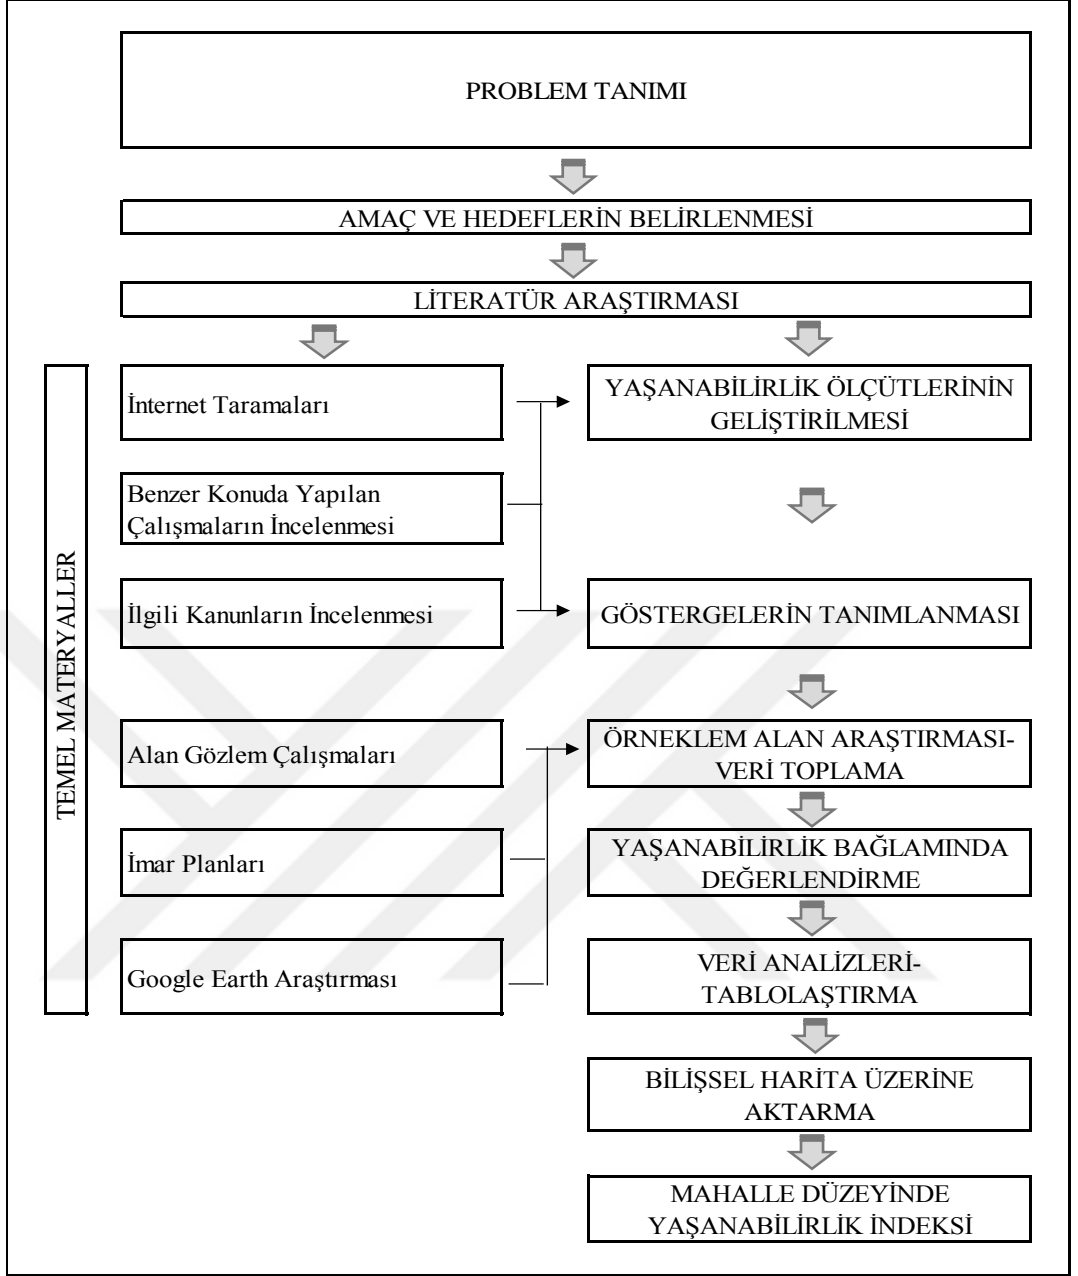 PROBLEM TANIMI
AMAÇ VE HEDEFLERİN BELİRLENMESİ
LİTERATÜR ARAŞTIRMASI
TEMEL MATERYALLER
İnternet Taramaları
YAŞANABİLİRLİK ÖLÇÜTLERİNİN
GELİŞTİRİLMESİ
Benzer Konuda Yapılan
Çalışmaların İncelenmesi
İlgili Kanunların İncelenmesi
GÖSTERGELERİN TANIMLANMASI
Alan Gözlem Çalışmaları
ÖRNEKLEM ALAN ARAŞTIRMASI-
VERİ TOPLAMA
İmar Planları
YAŞANABİLİRLİK BAĞLAMINDA
DEĞERLENDİRME
Google Earth Araştırması
VERİ ANALİZLERİ-
TABLOLAŞTIRMA
BİLİŞSEL HARİTA ÜZERİNE
AKTARMA
MAHALLE DÜZEYİNDE
YAŞANABİLİRLİK İNDEKSİ